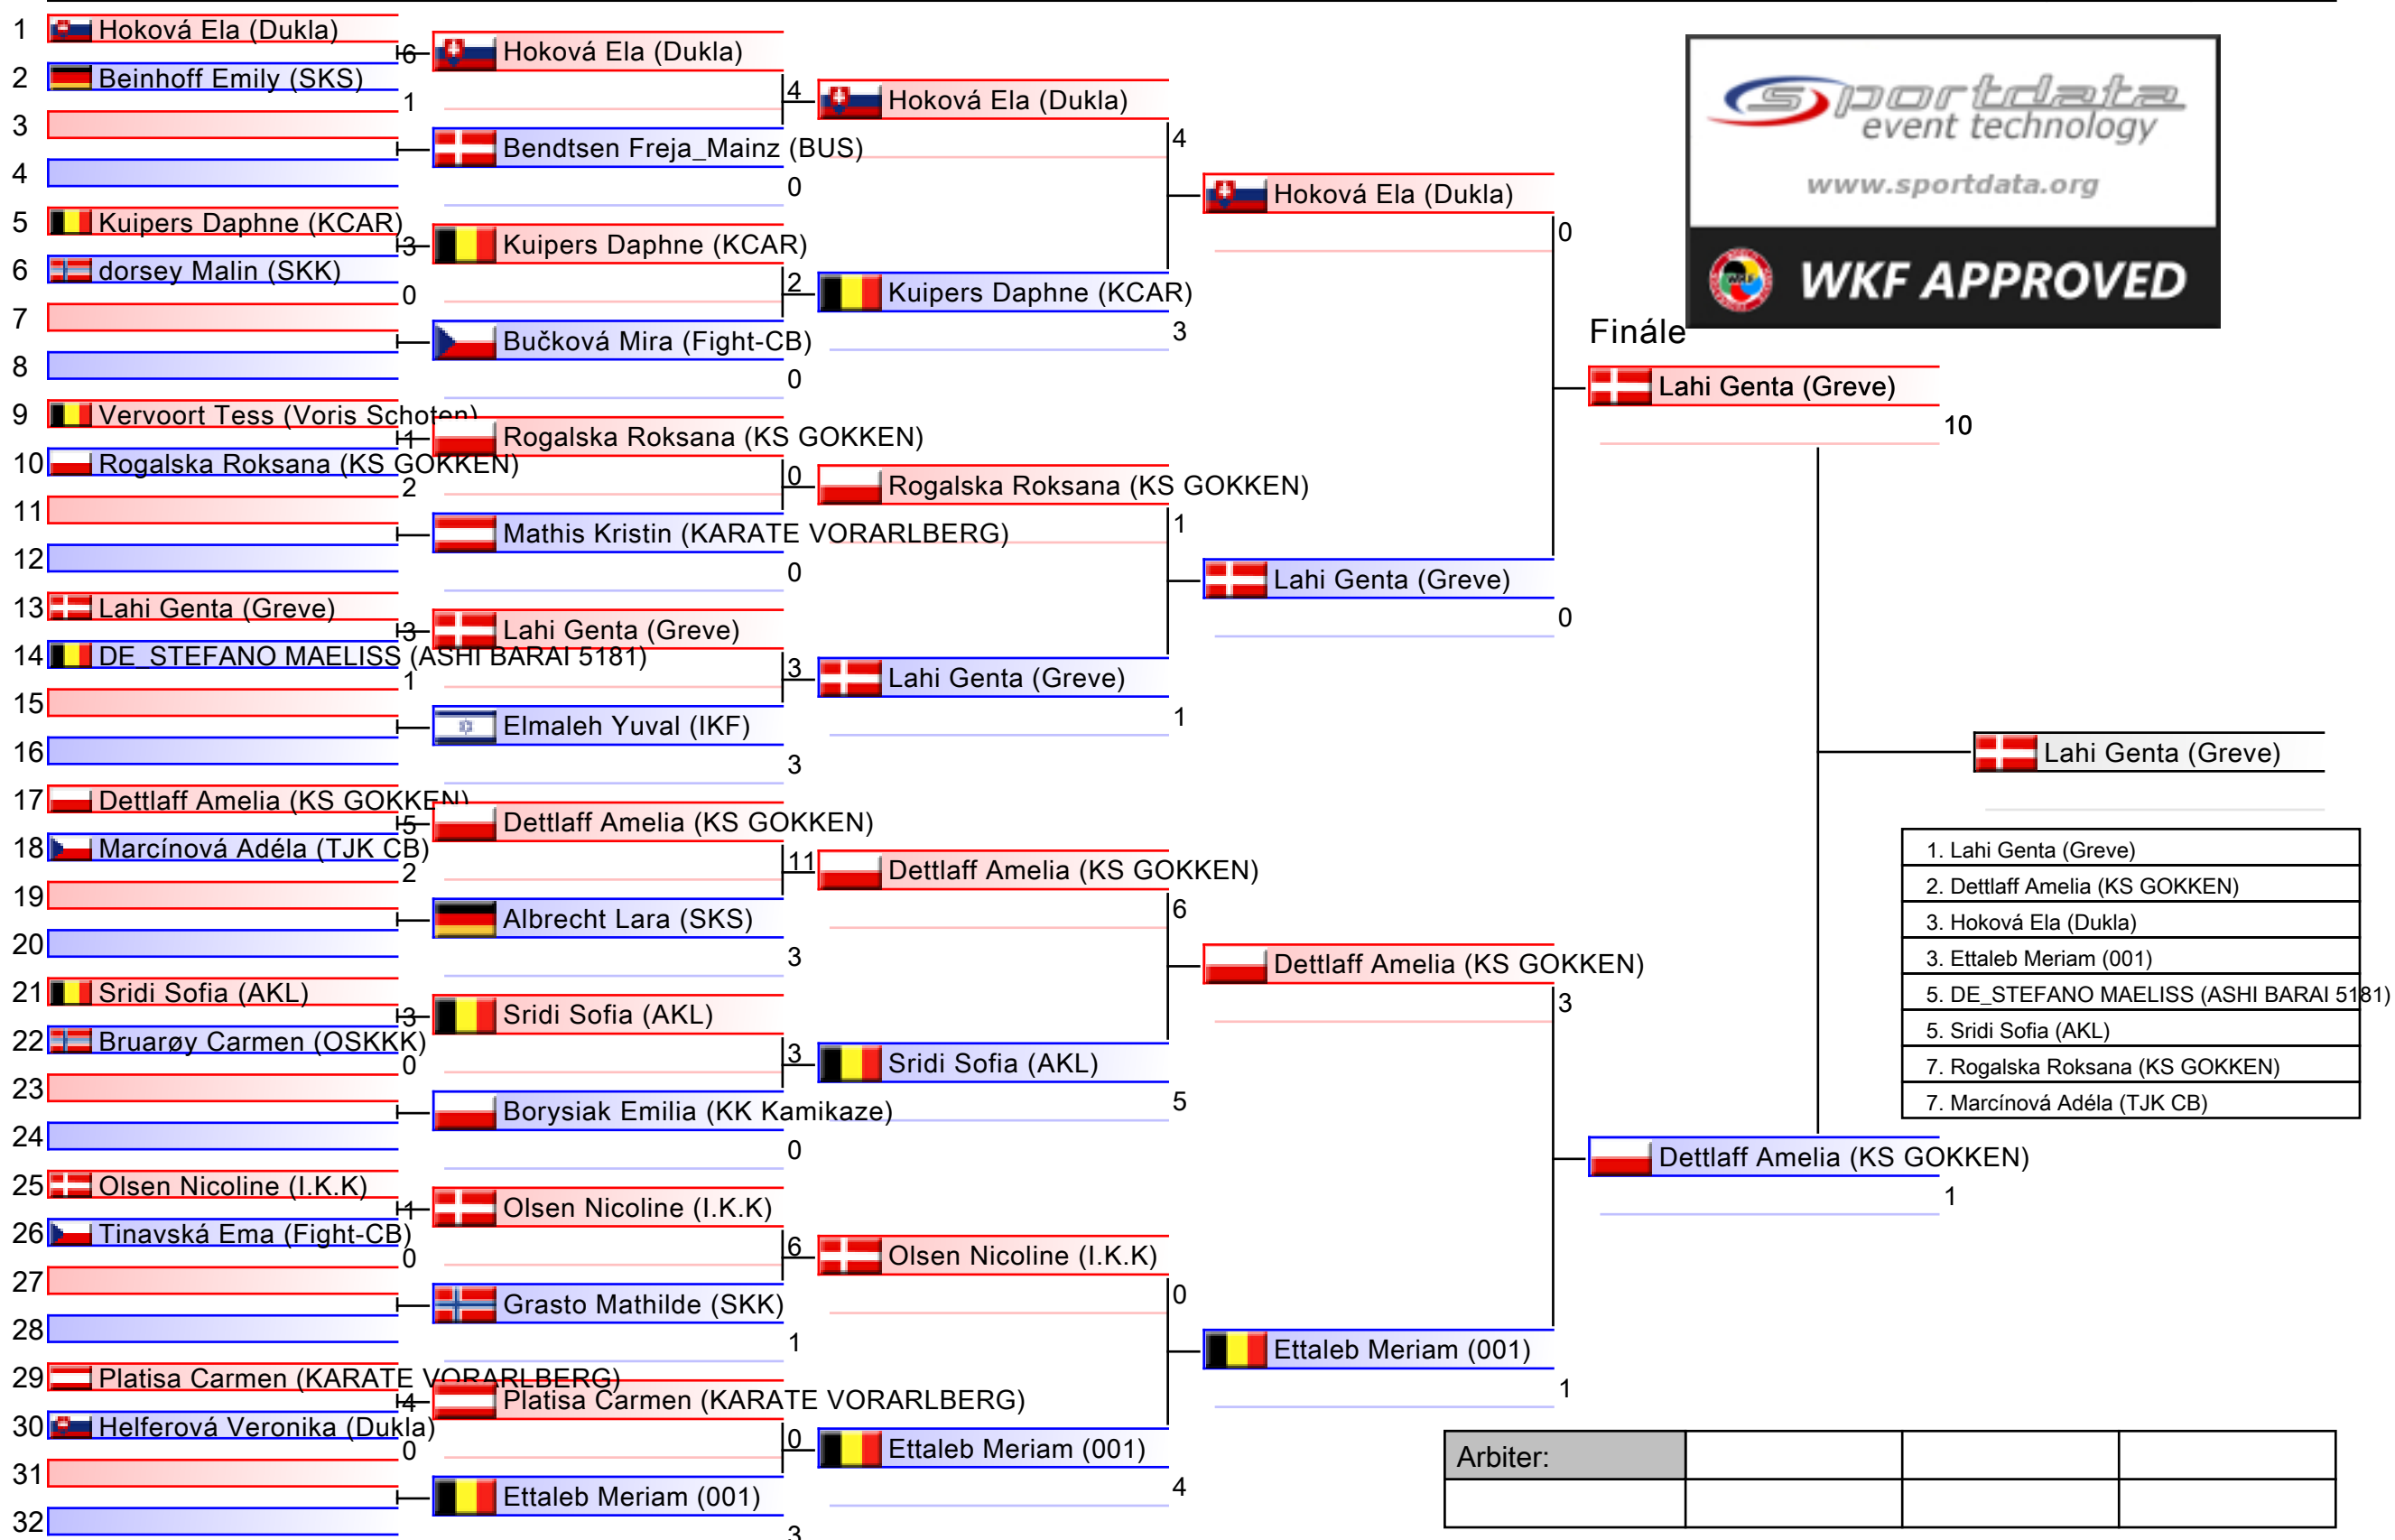 1 Hoková Ela (Dukla)
6
2 Beinhoff Emily (SKS)
1
3
4
5 Kuipers Daphne (KCAR)
3
6 dorsey Malin (SKK)
0
7
8
9 Vervoort Tess (Voris Schoten)
1
10 Rogalska Roksana (KS GOKKEN)
2
11
12
13 Lahi Genta (Greve)
3
14 DE_STEFANO MAELISS (ASHI BARAI 5181)
1
15
16
17 Dettlaff Amelia (KS GOKKEN)
5
18 Marcínová Adéla (TJK CB)
2
19
20
21 Sridi Sofia (AKL)
3
22 Bruarøy Carmen (OSKKK)
0
23
24
25 Olsen Nicoline (I.K.K)
1
26 Tinavská Ema (Fight-CB)
0
27
28
29 Platisa Carmen (KARATE VORARLBERG)
4
30 Helferová Veronika (Dukla)
0
31
32
Hoková Ela (Dukla)
4
Bendtsen Freja_Mainz (BUS)
0
Kuipers Daphne (KCAR)
2
Bučková Mira (Fight-CB)
0
Rogalska Roksana (KS GOKKEN)
0
Mathis Kristin (KARATE VORARLBERG)
0
Lahi Genta (Greve)
3
Elmaleh Yuval (IKF)
3
Dettlaff Amelia (KS GOKKEN)
11
Albrecht Lara (SKS)
3
Sridi Sofia (AKL)
3
Borysiak Emilia (KK Kamikaze)
0
Olsen Nicoline (I.K.K)
6
Grasto Mathilde (SKK)
1
Platisa Carmen (KARATE VORARLBERG)
0
Ettaleb Meriam (001)
3
Hoková Ela (Dukla)
4
Kuipers Daphne (KCAR)
3
Rogalska Roksana (KS GOKKEN)
1
Lahi Genta (Greve)
1
Dettlaff Amelia (KS GOKKEN)
6
Sridi Sofia (AKL)
5
Olsen Nicoline (I.K.K)
0
Ettaleb Meriam (001)
4
Hoková Ela (Dukla)
0
Lahi Genta (Greve)
0
Dettlaff Amelia (KS GOKKEN)
3
Ettaleb Meriam (001)
1
Finále
Lahi Genta (Greve)
10
Dettlaff Amelia (KS GOKKEN)
1
Lahi Genta (Greve)
sportdata
event technology
www.sportdata.org
WKF APPROVED
1. Lahi Genta (Greve)
2. Dettlaff Amelia (KS GOKKEN)
3. Hoková Ela (Dukla)
3. Ettaleb Meriam (001)
5. DE_STEFANO MAELISS (ASHI BARAI 5181)
5. Sridi Sofia (AKL)
7. Rogalska Roksana (KS GOKKEN)
7. Marcínová Adéla (TJK CB)
Arbiter: